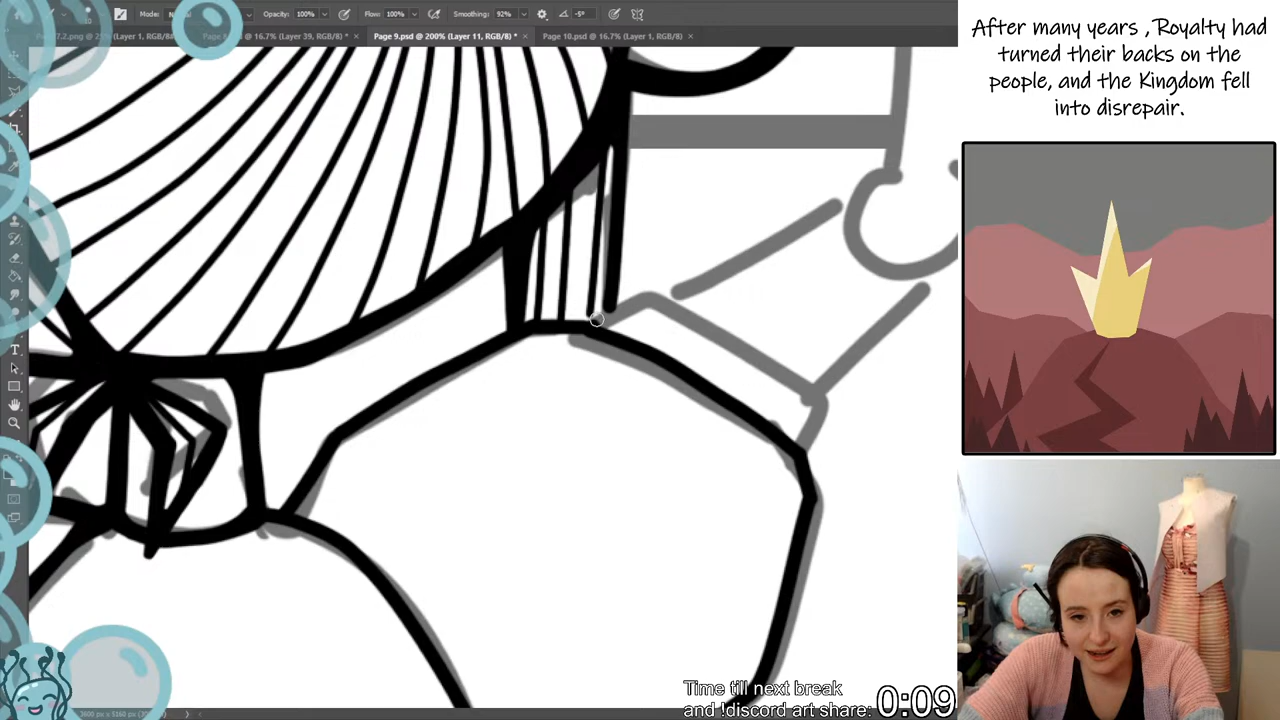 Mode: Opacity: 100% Flow: 100% Smoothing: 92% -5°
Page 9.psd @ 200% (Layer 11, RGB/8) * × Page 10.psd @ 16.7% (Layer 1, RGB/8) ×
After many years , Royalty had
turned their backs on the
people, and the Kingdom fell
into disrepair.
T
Time till next break
and !discord art share: 0:09